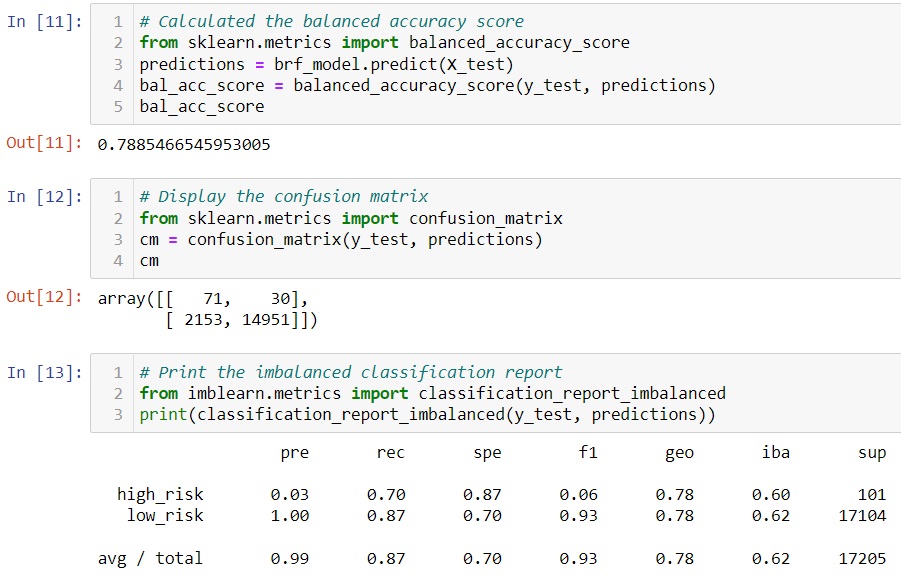 In [11]:
1 # Calculated the balanced accuracy score
2 from sklearn.metrics import balanced_accuracy_score
3 predictions = brf_model.predict(X_test)
4 bal_acc_score = balanced_accuracy_score(y_test, predictions)
5 bal_acc_score
Out[11]: 0.7885466545953005
In [12]:
1 # Display the confusion matrix
2 from sklearn.metrics import confusion_matrix
3 cm = confusion_matrix(y_test, predictions)
4 cm
Out[12]: array([[   71,    30],
       [ 2153, 14951]])
In [13]:
1 # Print the imbalanced classification report
2 from imblearn.metrics import classification_report_imbalanced
3 print(classification_report_imbalanced(y_test, predictions))
pre rec spe f1 geo iba sup
high_risk 0.03 0.70 0.87 0.06 0.78 0.60 101
low_risk 1.00 0.87 0.70 0.93 0.78 0.62 17104
avg / total 0.99 0.87 0.70 0.93 0.78 0.62 17205